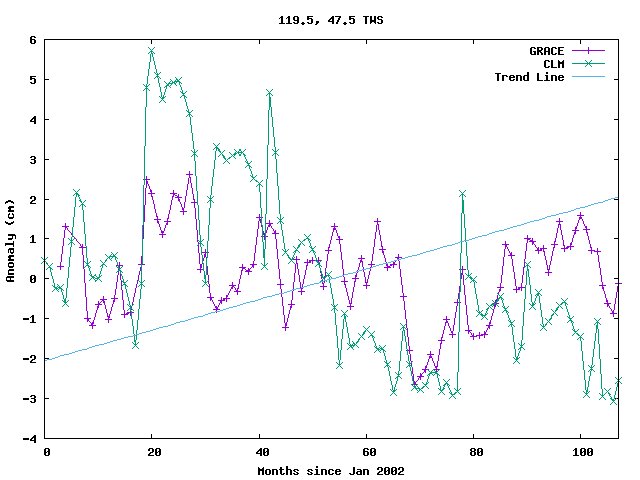 119.5, 47.5 TWS
GRACE
CLM
Trend Line
Anomaly (cm)
6
5
4
3
2
1
0
-1
-2
-3
-4
0 20 40 60 80 100
Months since Jan 2002